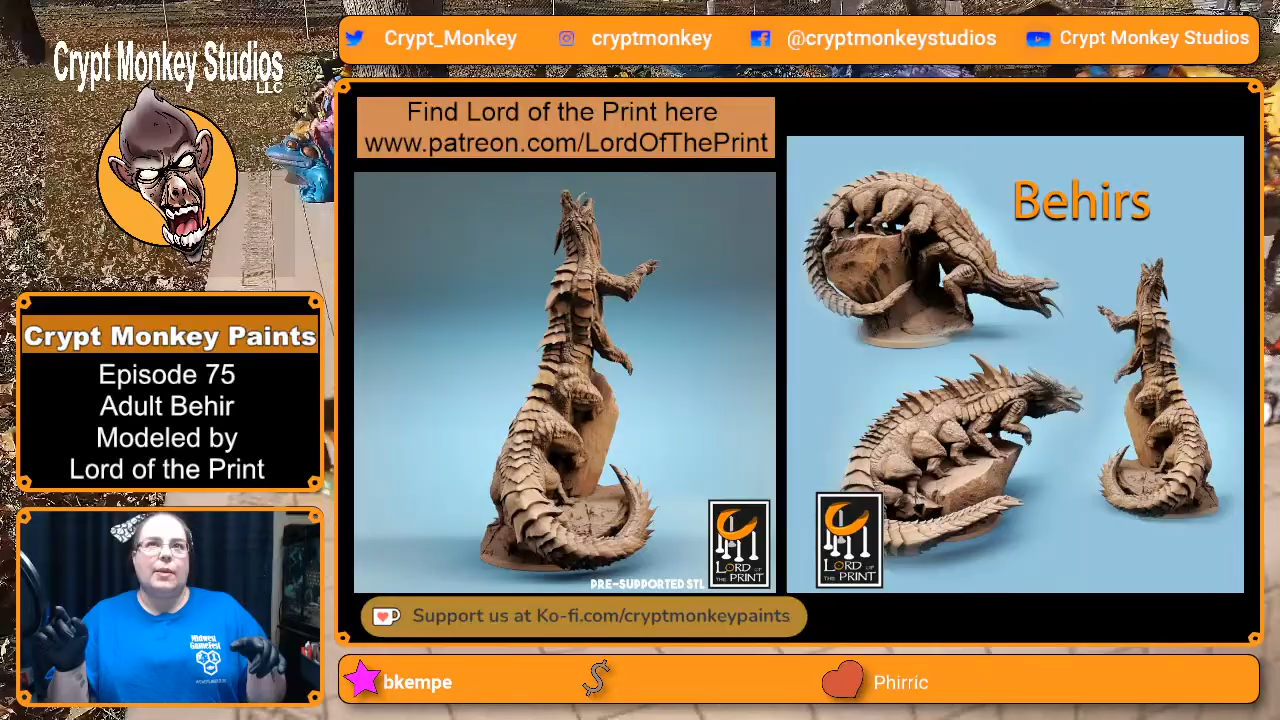 Crypt Monkey Studios
LLC
Crypt_Monkey
cryptmonkey
@cryptmonkeystudios
Crypt Monkey Studios
Find Lord of the Print here
www.patreon.com/LordOfThePrint
Behirs
Crypt Monkey Paints
Episode 75
Adult Behir
Modeled by
Lord of the Print
LORD OF
THE PRINT
PRE-SUPPORTED STL
LORD OF
THE PRINT
Midwest
GameFest
Support us at Ko-fi.com/cryptmonkeypaints
bkempe
$
Phirric